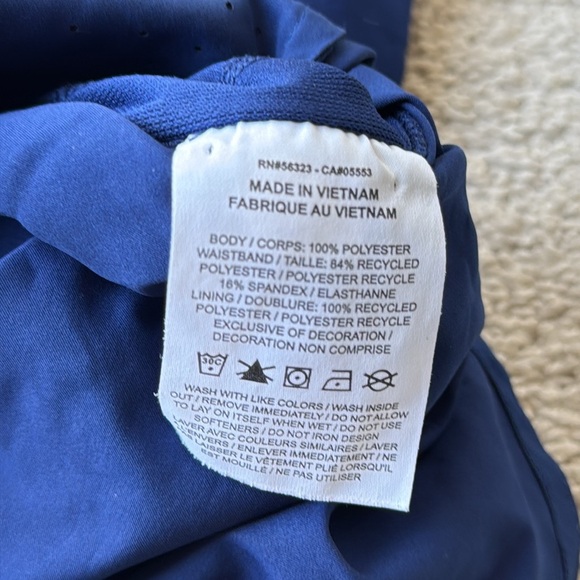 RN#56323 - CA#05553
MADE IN VIETNAM
FABRIQUE AU VIETNAM
BODY / CORPS: 100% POLYESTER
WAISTBAND / TAILLE: 84% RECYCLED
POLYESTER / POLYESTER RECYCLE
16% SPANDEX / ELASTHANNE
LINING / DOUBLURE: 100% RECYCLED
POLYESTER / POLYESTER RECYCLE
EXCLUSIVE OF DECORATION /
DECORATION NON COMPRISE
30C
WASH WITH LIKE COLORS / WASH INSIDE
OUT / REMOVE IMMEDIATELY / DO NOT ALLOW
TO LAY ON ITSELF WHEN WET / DO NOT USE
SOFTENERS / DO NOT IRON DESIGN
LAVER AVEC COULEURS SIMILAIRES / LAVER
A L'ENVERS / ENLEVER IMMEDIATEMENT / NE
PAS LAISSER LE VÊTEMENT PLIÉ LORSQU'IL
EST MOUILLÉ / NE PAS UTILISER